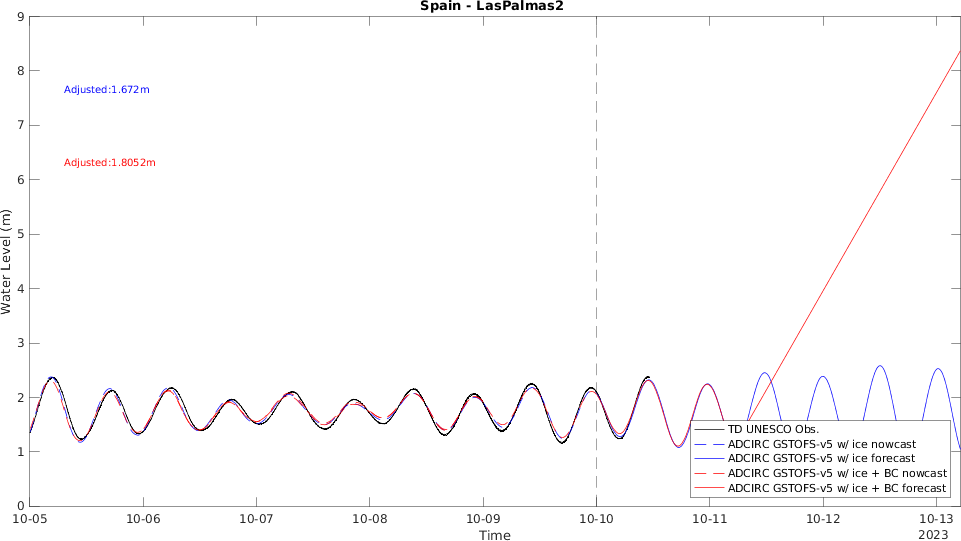 Spain - LasPalmas2
9
8
7
6
5
4
3
2
1
0
Water Level (m)
Adjusted:1.672m
Adjusted:1.8052m
TD UNESCO Obs.
ADCIRC GSTOFS-v5 w/ ice nowcast
ADCIRC GSTOFS-v5 w/ ice forecast
ADCIRC GSTOFS-v5 w/ ice + BC nowcast
ADCIRC GSTOFS-v5 w/ ice + BC forecast
10-05 10-06 10-07 10-08 10-09 10-10 10-11 10-12 10-13
Time
2023